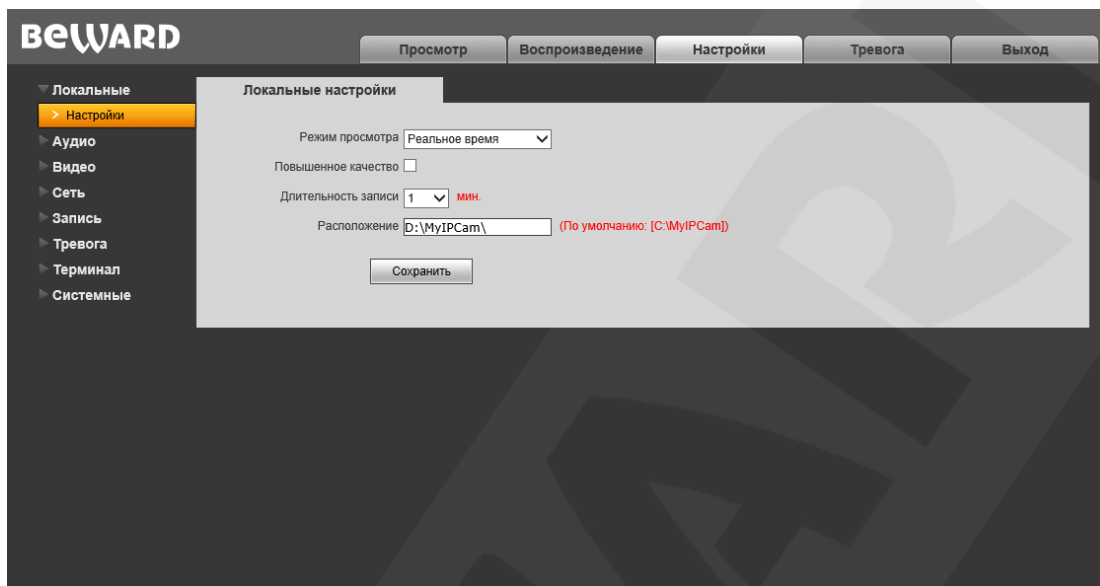 BEWARD
Просмотр Воспроизведение Настройки Тревога Выход
Локальные
> Настройки
Аудио
Видео
Сеть
Запись
Тревога
Терминал
Системные
Локальные настройки
Режим просмотра Реальное время
Повышенное качество
Длительность записи 1 мин.
Расположение D:\MyIPCam\ (По умолчанию: [C:\MyIPCam])
Сохранить